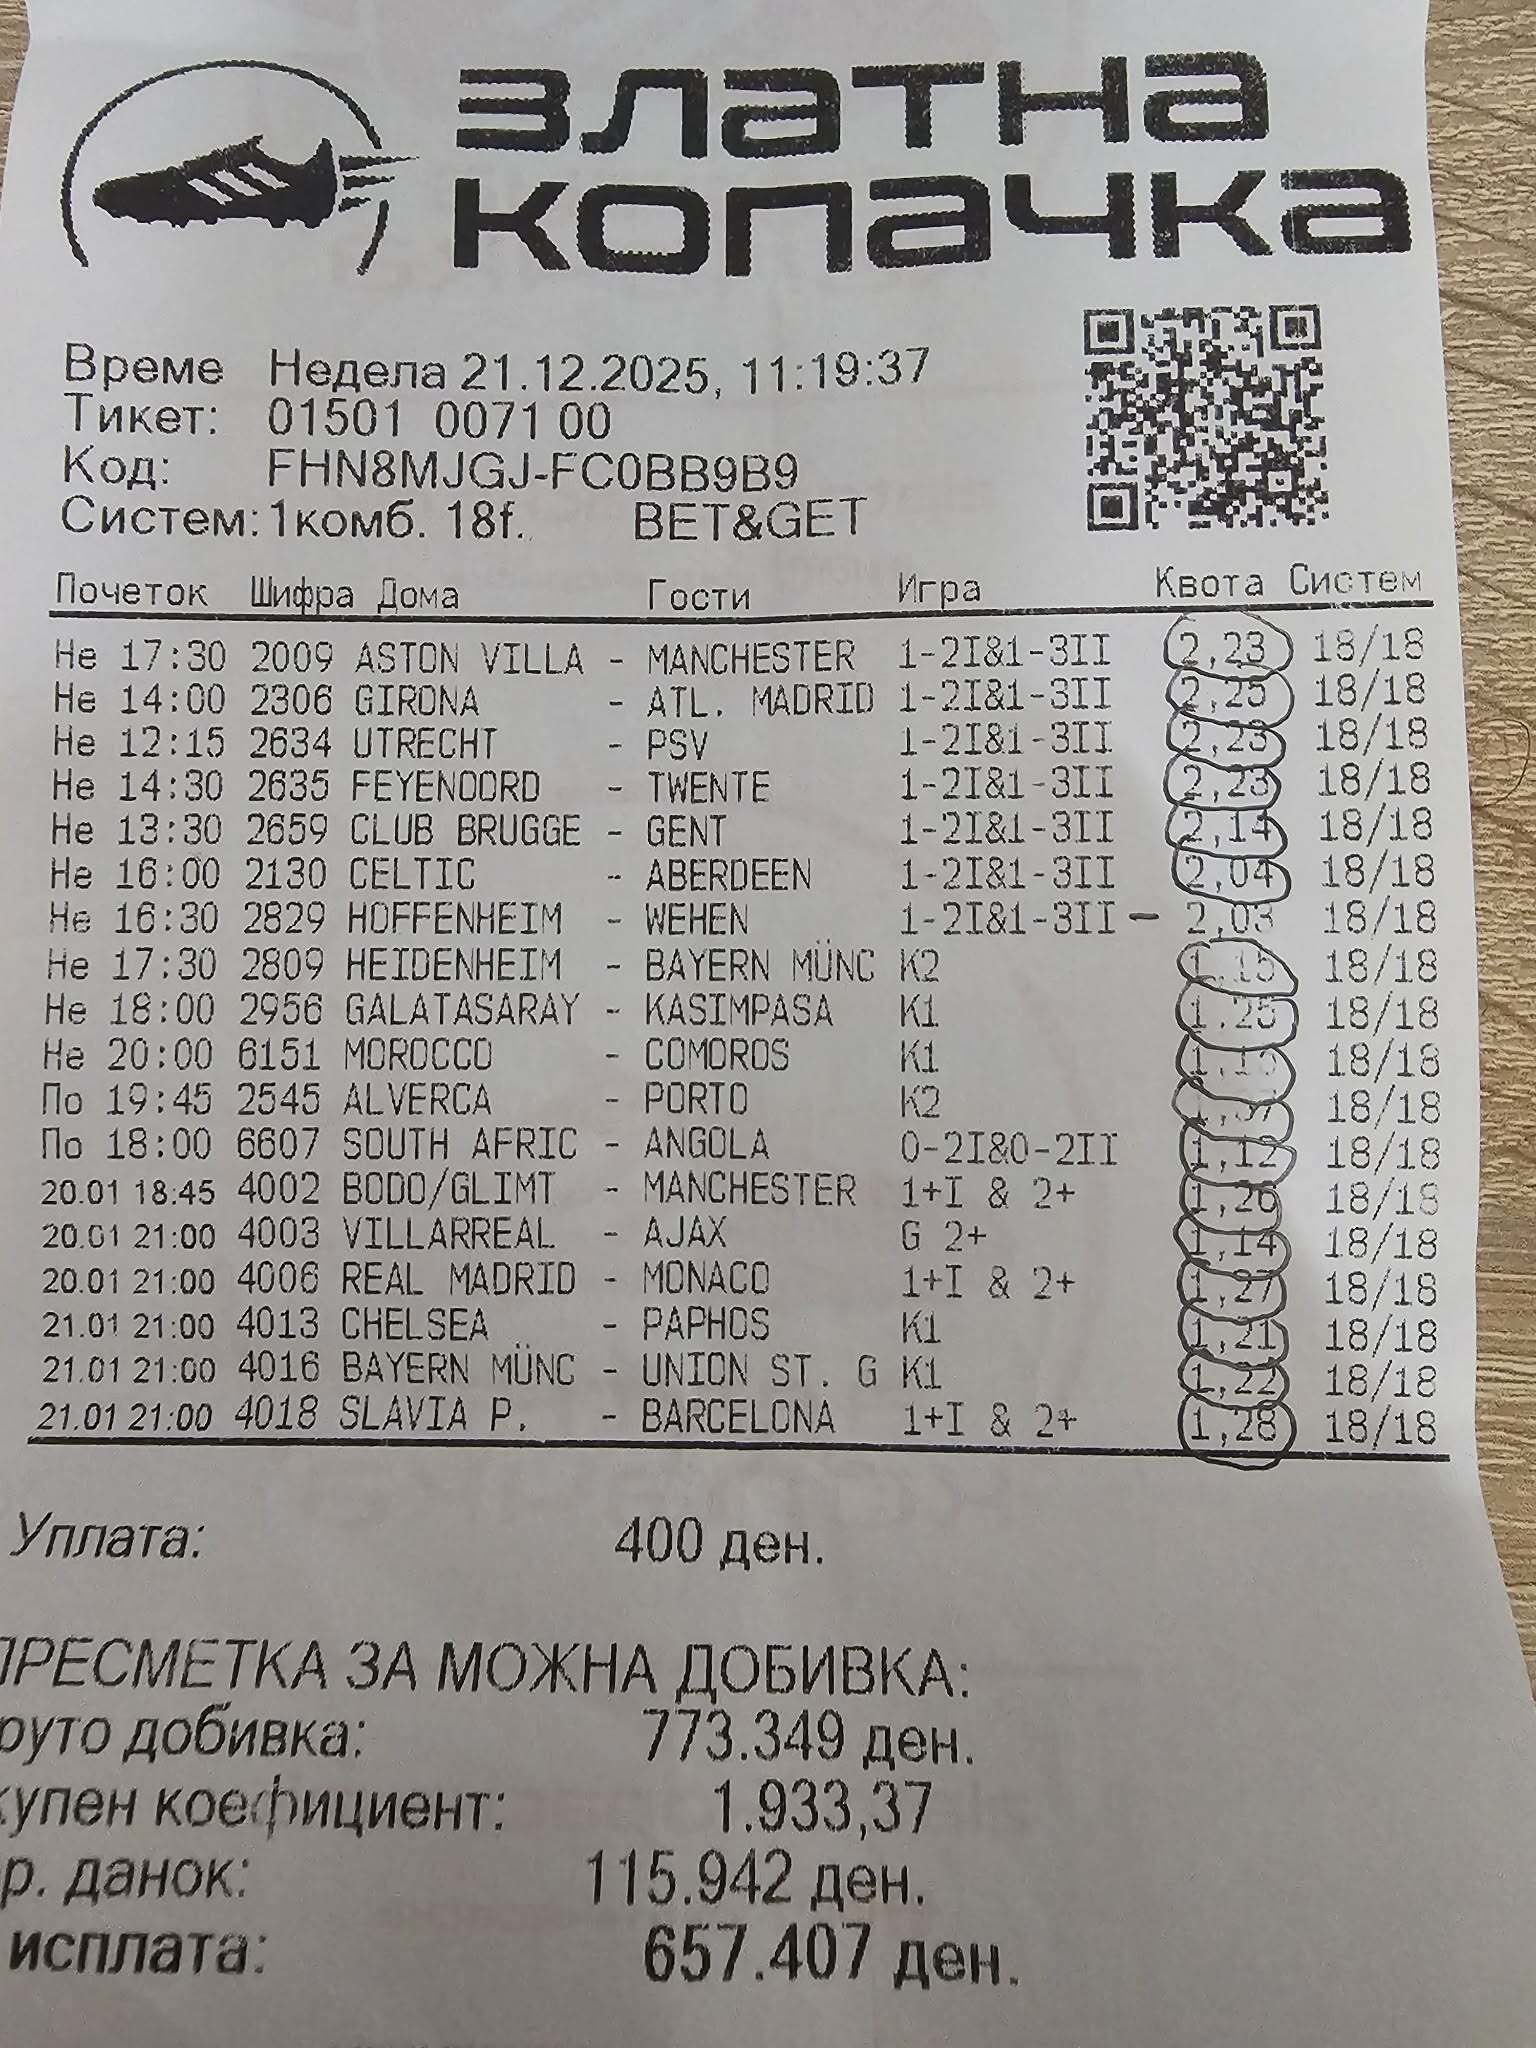 ЗЛАТНА
КОПАЧКА
Време Недела 21.12.2025, 11:19:37
Тикет: 01501 0071 00
Код: FHN8MJGJ-FC0BB9B9
Систем: 1комб. 18f. BET&GET
Почеток Шифра Дома Гости Игра Квота Систем
Не 17:30 2009 ASTON VILLA - MANCHESTER 1-2I&1-3II 2,23 18/18
Не 14:00 2306 GIRONA - ATL. MADRID 1-2I&1-3II 2,25 18/18
Не 12:15 2634 UTRECHT - PSV 1-2I&1-3II 2,23 18/18
Не 14:30 2635 FEYENOORD - TWENTE 1-2I&1-3II 2,23 18/18
Не 13:30 2659 CLUB BRUGGE - GENT 1-2I&1-3II 2,14 18/18
Не 16:00 2130 CELTIC - ABERDEEN 1-2I&1-3II 2,04 18/18
Не 16:30 2829 HOFFENHEIM - WEHEN 1-2I&1-3II - 2,03 18/18
Не 17:30 2809 HEIDENHEIM - BAYERN MÜNC K2 1,15 18/18
Не 18:00 2956 GALATASARAY - KASIMPASA K1 1,25 18/18
Не 20:00 6151 MOROCCO - COMOROS K1 18/18
По 19:45 2545 ALVERCA - PORTO K2 1,37 18/18
По 18:00 6607 SOUTH AFRIC - ANGOLA 0-2I&0-2II 1,12 18/18
20.01 18:45 4002 BODO/GLIMT - MANCHESTER 1+I & 2+ 1,26 18/18
20.01 21:00 4003 VILLARREAL - AJAX G 2+ 1,14 18/18
20.01 21:00 4006 REAL MADRID - MONACO 1+I & 2+ 1,27 18/18
21.01 21:00 4013 CHELSEA - PAPHOS K1 1,21 18/18
21.01 21:00 4016 BAYERN MÜNC - UNION ST. G K1 1,22 18/18
21.01 21:00 4018 SLAVIA P. - BARCELONA 1+I & 2+ 1,28 18/18
Уплата: 400 ден.
ПРЕСМЕТКА ЗА МОЖНА ДОБИВКА:
руто добивка: 773.349 ден.
купен коефициент: 1.933,37
р. данок: 115.942 ден.
исплата: 657.407 ден.